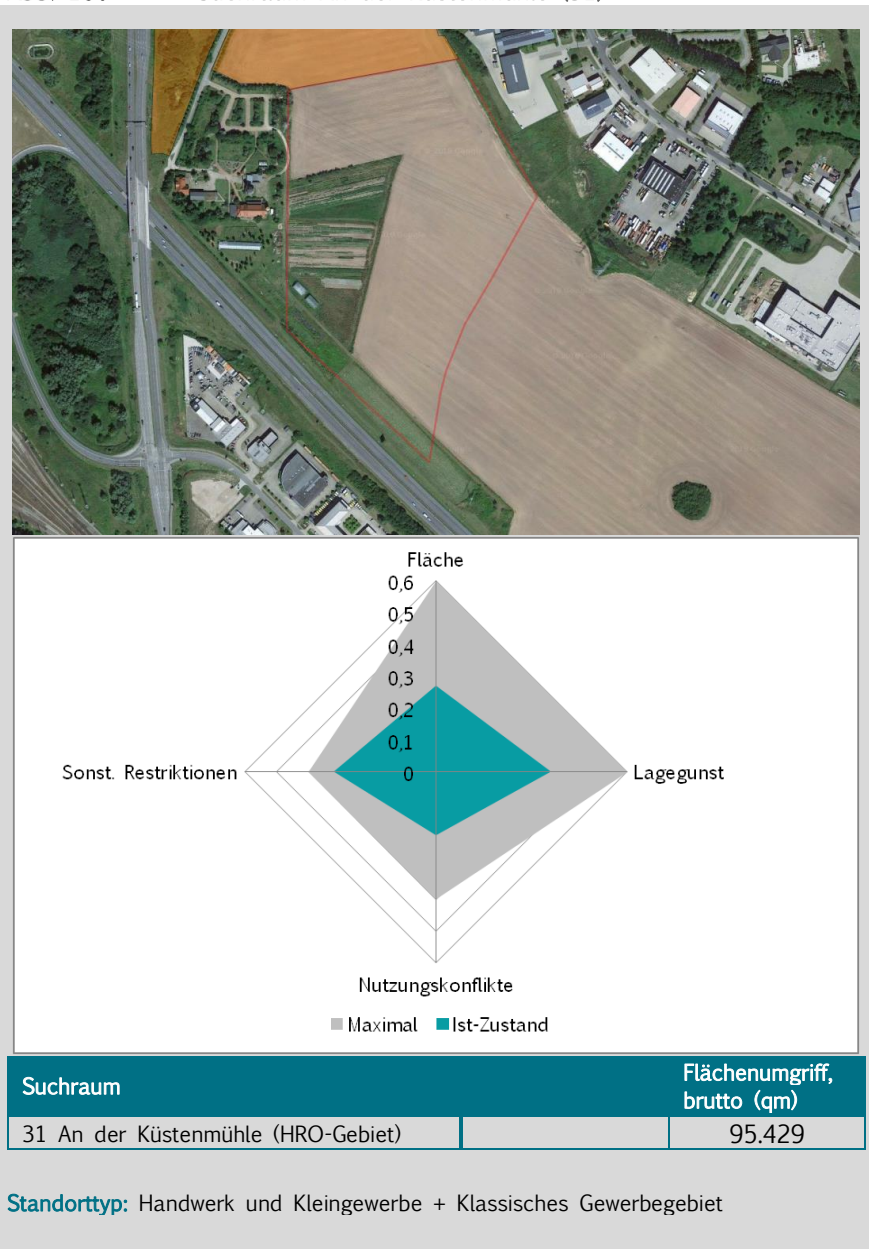 Fläche
0,6
0,5
0,4
0,3
0,2
0,1
0
Sonst. Restriktionen
Lagegunst
Nutzungskonflikte
Maximal Ist-Zustand
Suchraum
Flächenumgriff,
brutto (qm)
31 An der Küstenmühle (HRO-Gebiet) 95.429
Standorttyp: Handwerk und Kleingewerbe + Klassisches Gewerbegebiet